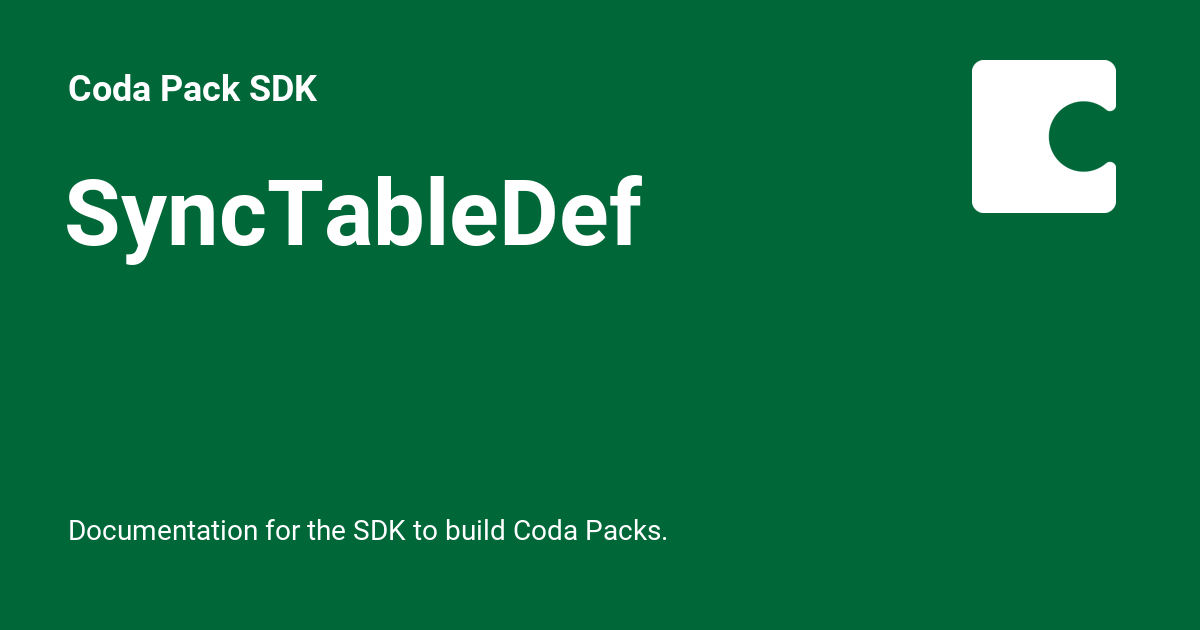 Coda Pack SDK
SyncTableDef
Documentation for the SDK to build Coda Packs.